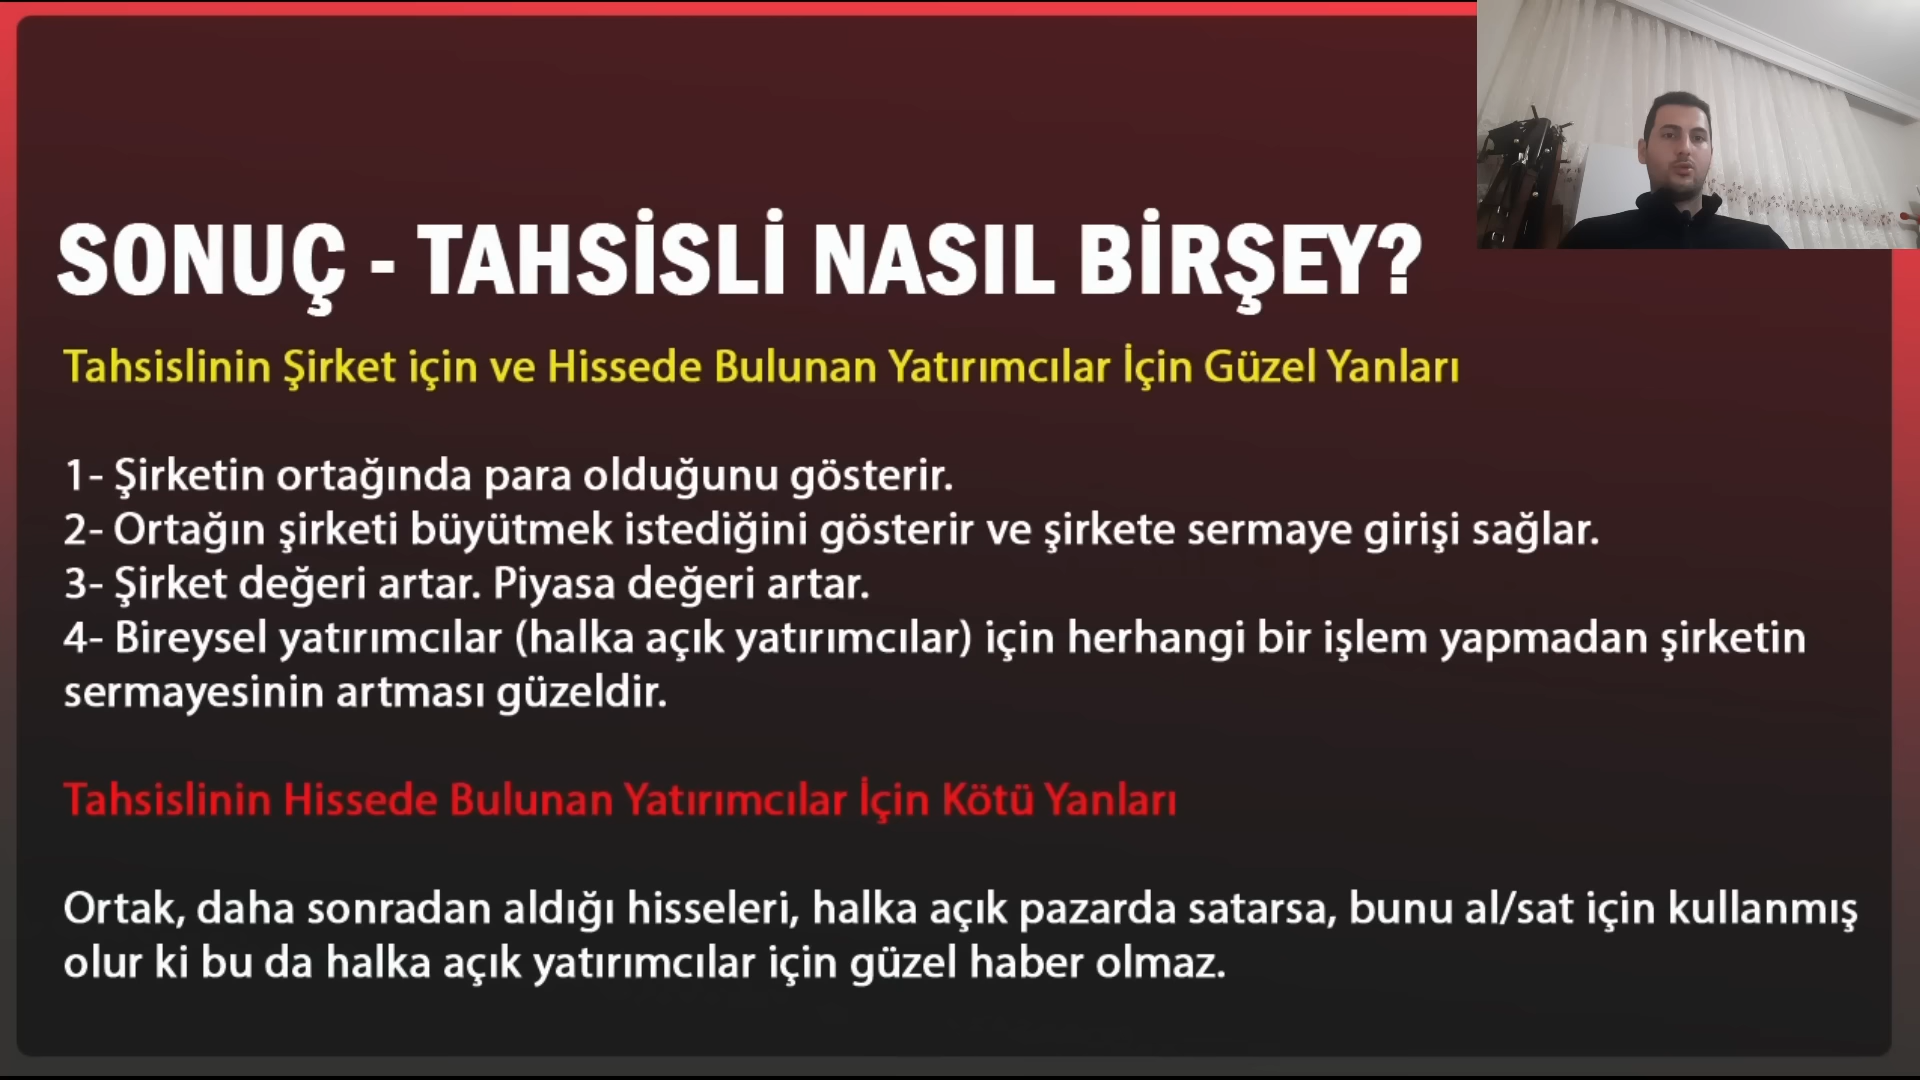 SONUÇ - TAHSİSLİ NASIL BİRŞEY?
Tahsislinin Şirket için ve Hissede Bulunan Yatırımcılar İçin Güzel Yanları
1- Şirketin ortağında para olduğunu gösterir.
2- Ortağın şirketi büyütmek istediğini gösterir ve şirkete sermaye girişi sağlar.
3- Şirket değeri artar. Piyasa değeri artar.
4- Bireysel yatırımcılar (halka açık yatırımcılar) için herhangi bir işlem yapmadan şirketin
sermayesinin artması güzeldir.
Tahsislinin Hissede Bulunan Yatırımcılar İçin Kötü Yanları
Ortak, daha sonradan aldığı hisseleri, halka açık pazarda satarsa, bunu al/sat için kullanmış
olur ki bu da halka açık yatırımcılar için güzel haber olmaz.